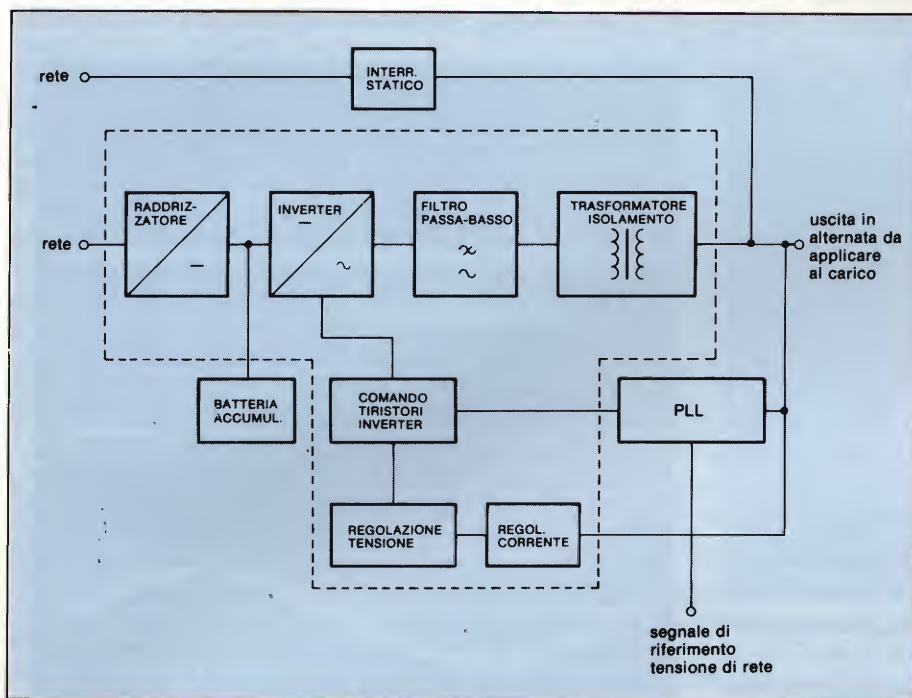 rete
INTERR.
STATICO
rete
RADDRIZ-
ZATORE
INVERTER
FILTRO
PASSA-BASSO
TRASFORMATORE
ISOLAMENTO
uscita in
alternata da
applicare
al carico
BATTERIA
ACCUMUL.
COMANDO
TIRISTORI
INVERTER
PLL
REGOLAZIONE
TENSIONE
REGOL.
CORRENTE
segnale di
riferimento
tensione di rete